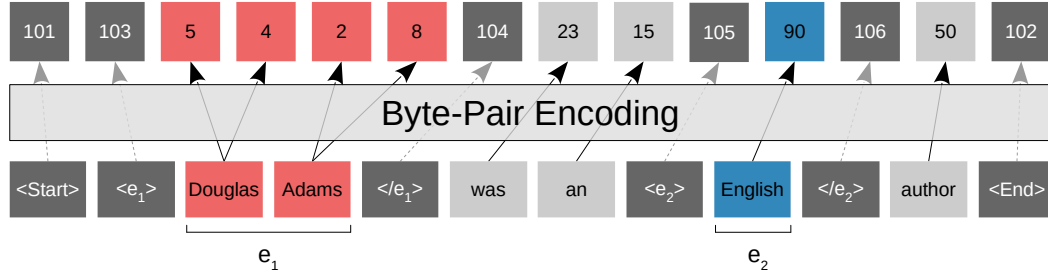 101 103 5 4 2 8 104 23 15 105 90 106 50 102
Byte-Pair Encoding
<Start> <e₁> Douglas Adams </e₁> was an <e₂> English </e₂> author <End>
e₁ e₂